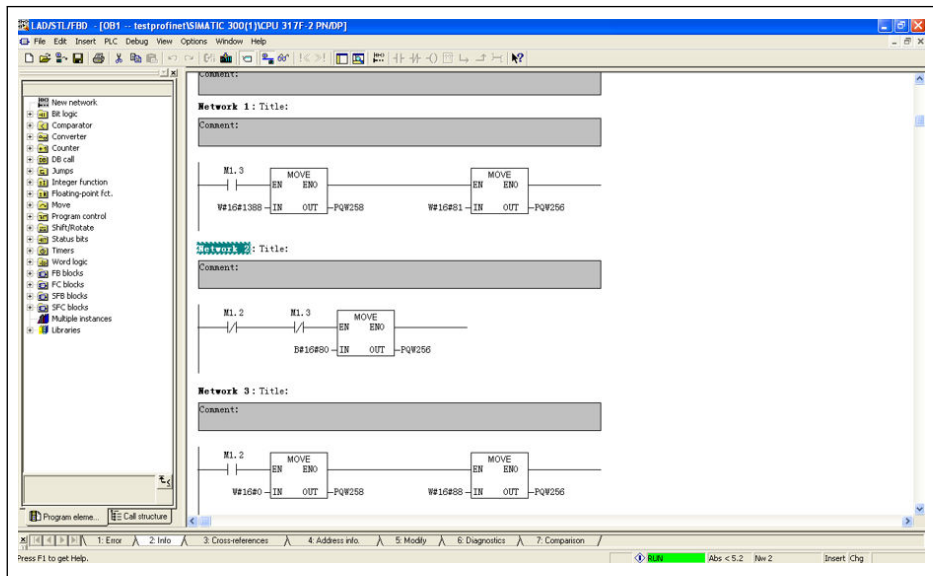 LAD/STL/FBD - [OB1 -- testprofinet\SIMATIC 300(1)\CPU 317F-2 PN/DP]
File Edit Insert PLC Debug View Options Window Help
New network
Bit logic
Comparator
Converter
Counter
DB call
Jumps
Integer function
Floating-point fct.
Move
Program control
Shift/Rotate
Status bits
Timers
Word logic
FB blocks
FC blocks
SFB blocks
SFC blocks
Multiple instances
Libraries
Program eleme... Call structure
Comment:
Network 1: Title:
Comment:
M1.3 MOVE MOVE
EN ENO EN ENO
W#16#1388 IN OUT PQW258 W#16#81 IN OUT PQW256
Network 2: Title:
Comment:
M1.2 M1.3 MOVE
EN ENO
B#16#80 IN OUT PQW256
Network 3: Title:
Comment:
M1.2 MOVE MOVE
EN ENO EN ENO
W#16#0 IN OUT PQW258 W#16#88 IN OUT PQW256
1: Error 2: Info 3: Cross-references 4: Address info. 5: Modify 6: Diagnostics 7: Comparison
Press F1 to get Help. RUN Abs < 5.2 Nw 2 Insert Chg